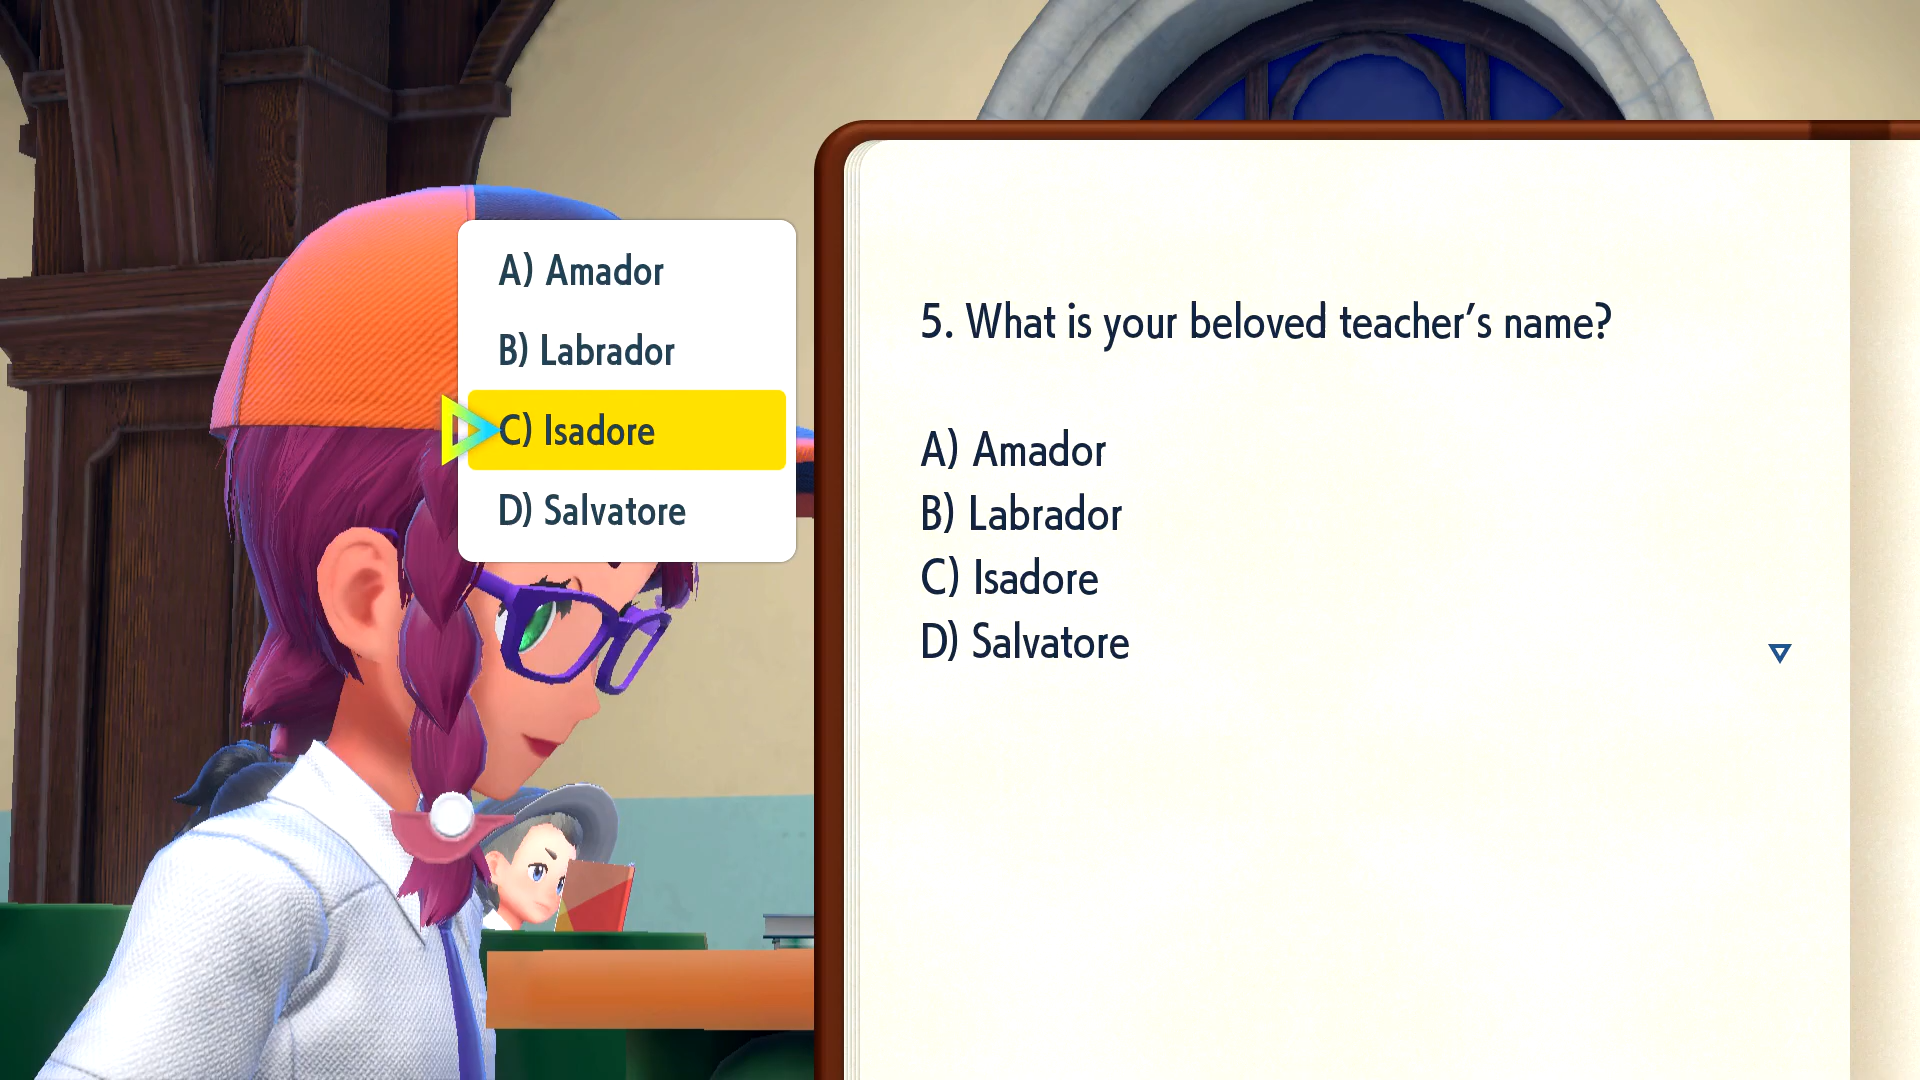 A) Amador
B) Labrador
C) Isadore
D) Salvatore
5. What is your beloved teacher's name?
A) Amador
B) Labrador
C) Isadore
D) Salvatore